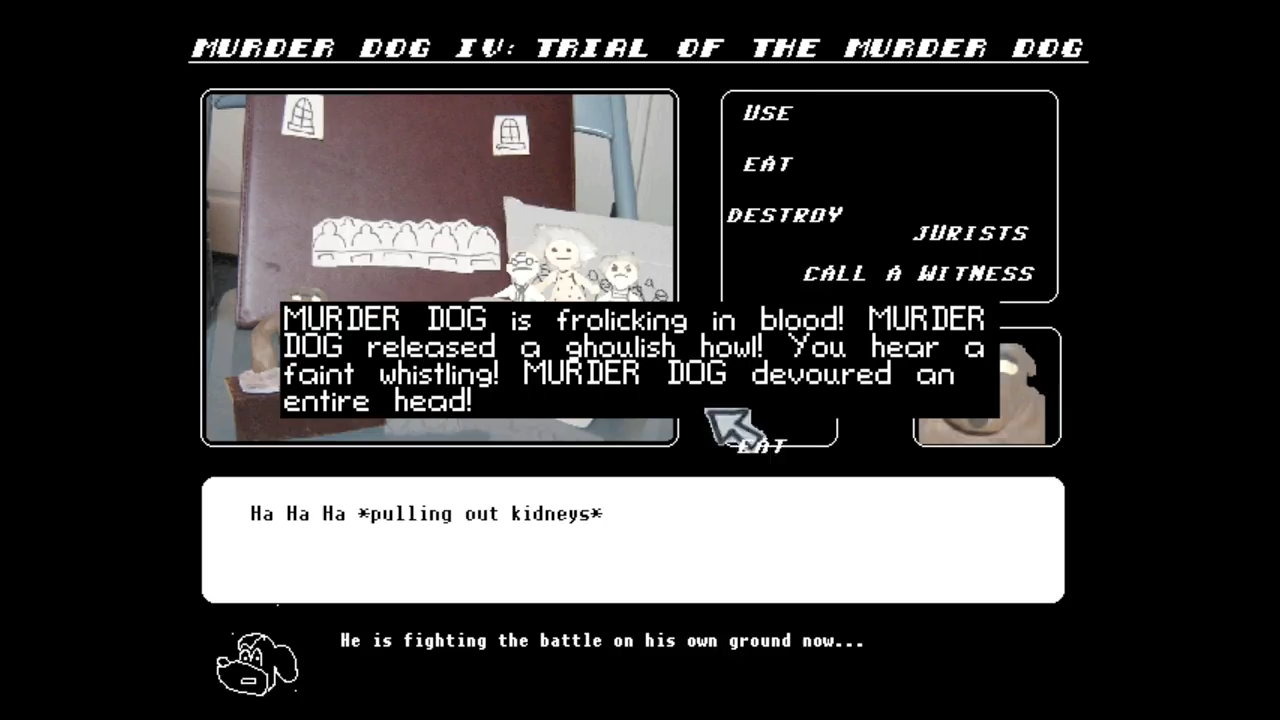 MURDER DOG IV: TRIAL OF THE MURDER DOG
USE
EAT
DESTROY
JURISTS
CALL A WITNESS
MURDER DOG is frolicking in blood! MURDER
DOG released a ghoulish howl! You hear a
faint whistling! MURDER DOG devoured an
entire head!
EAT
Ha Ha Ha *pulling out kidneys*
He is fighting the battle on his own ground now...